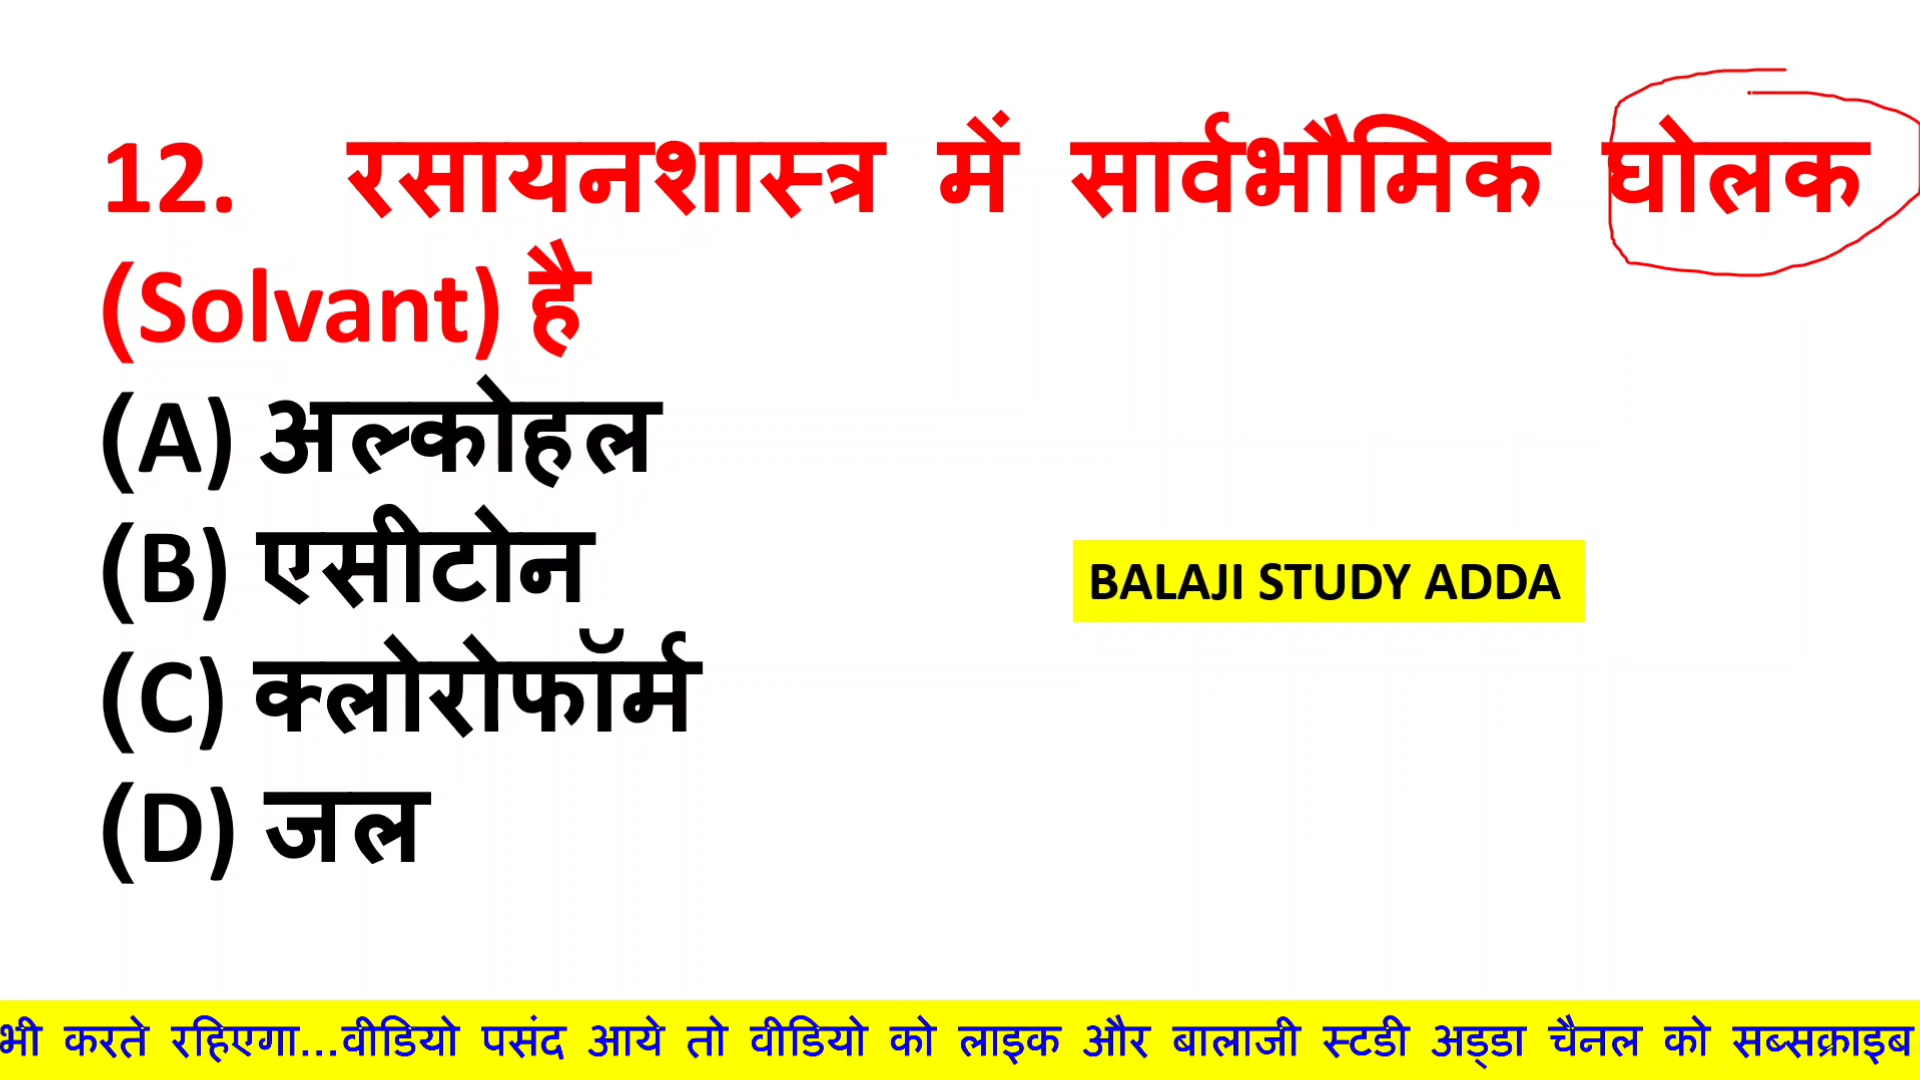 12. रसायनशास्त्र में सार्वभौमिक घोलक
(Solvant) है
(A) अल्कोहल
(B) एसीटोन
(C) क्लोरोफॉर्म
(D) जल
BALAJI STUDY ADDA
भी करते रहिएगा...वीडियो पसंद आये तो वीडियो को लाइक और बालाजी स्टडी अड्डा चैनल को सब्सक्राइब